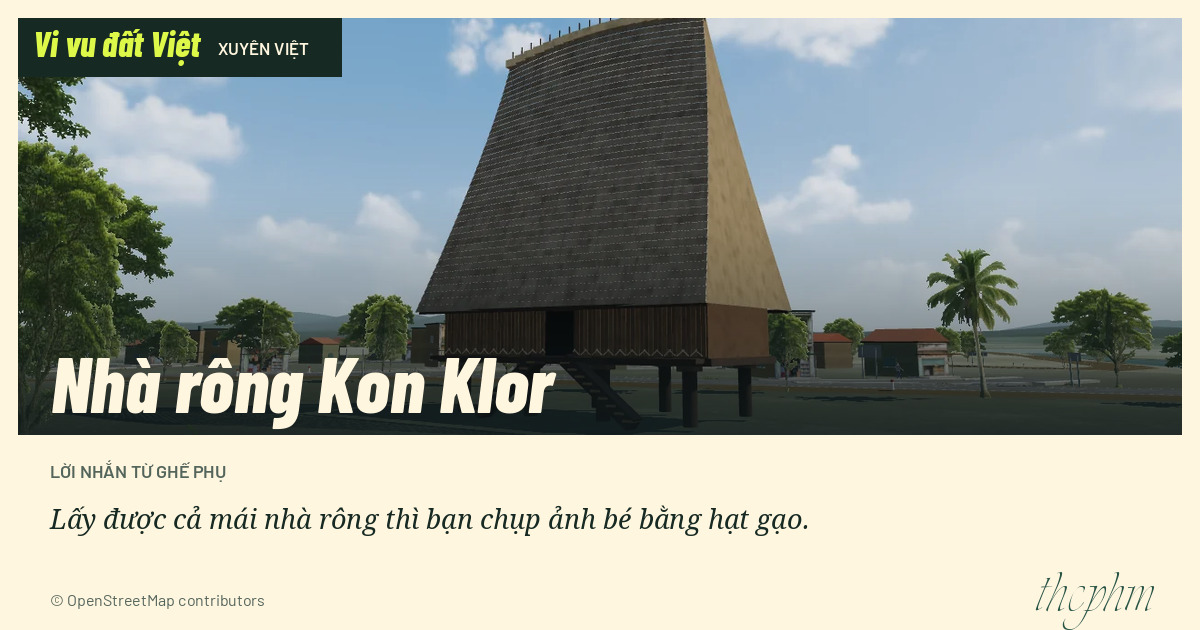 Vi vu đất Việt XUYÊN VIỆT
Nhà rông Kon Klor
LỜI NHẮN TỪ GHẾ PHỤ
Lấy được cả mái nhà rông thì bạn chụp ảnh bé bằng hạt gạo.
© OpenStreetMap contributors
thcphm